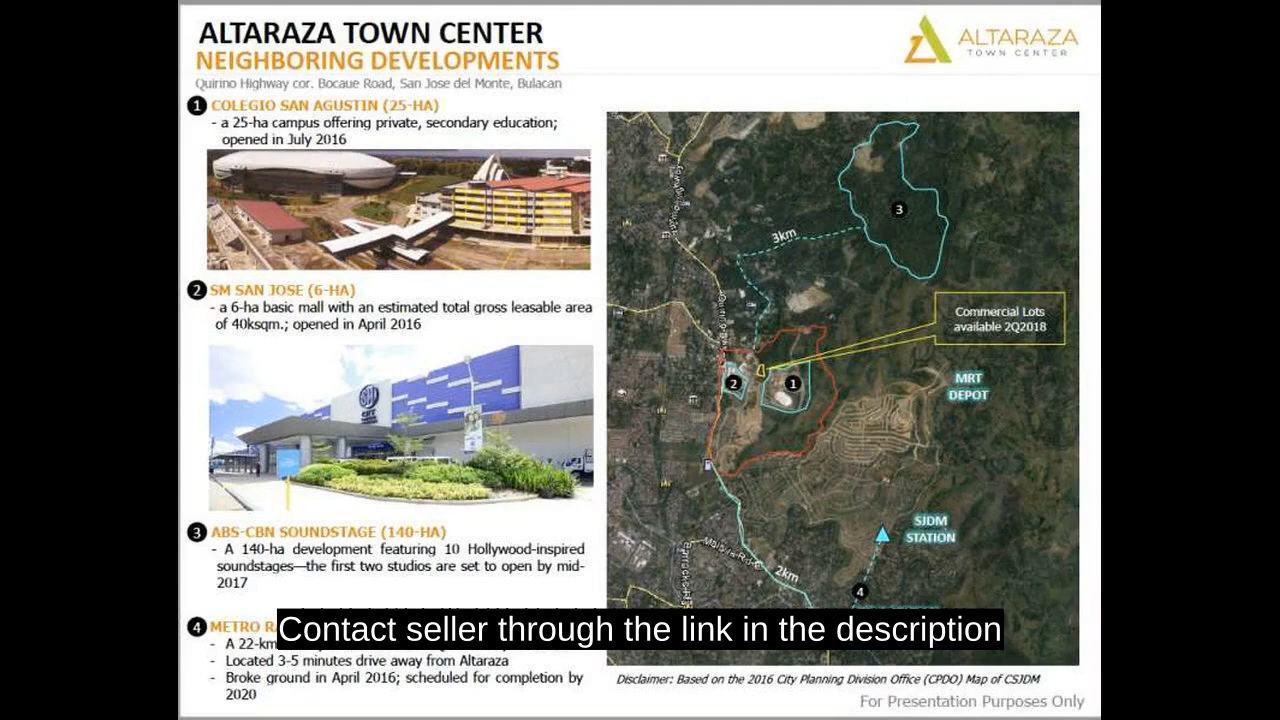 ALTARAZA TOWN CENTER
NEIGHBORING DEVELOPMENTS
Quirino Highway cor. Bocaue Road, San Jose del Monte, Bulacan
ALTARAZA
TOWN CENTER
1 COLEGIO SAN AGUSTIN (25-HA)
- a 25-ha campus offering private, secondary education;
opened in July 2016
2 SM SAN JOSE (6-HA)
- a 6-ha basic mall with an estimated total gross leasable area
of 40ksqm.; opened in April 2016
SM
3 ABS-CBN SOUNDSTAGE (140-HA)
- A 140-ha development featuring 10 Hollywood-inspired
soundstages—the first two studios are set to open by mid-
2017
4 METRO
- A 22-km
- Located 3-5 minutes drive away from Altaraza
- Broke ground in April 2016; scheduled for completion by
2020
3
3km
Commercial Lots
available 2Q2018
2
1
MRT
DEPOT
SJDM
STATION
2km
4
Contact seller through the link in the description
Disclaimer: Based on the 2016 City Planning Division Office (CPDO) Map of CSJDM
For Presentation Purposes Only